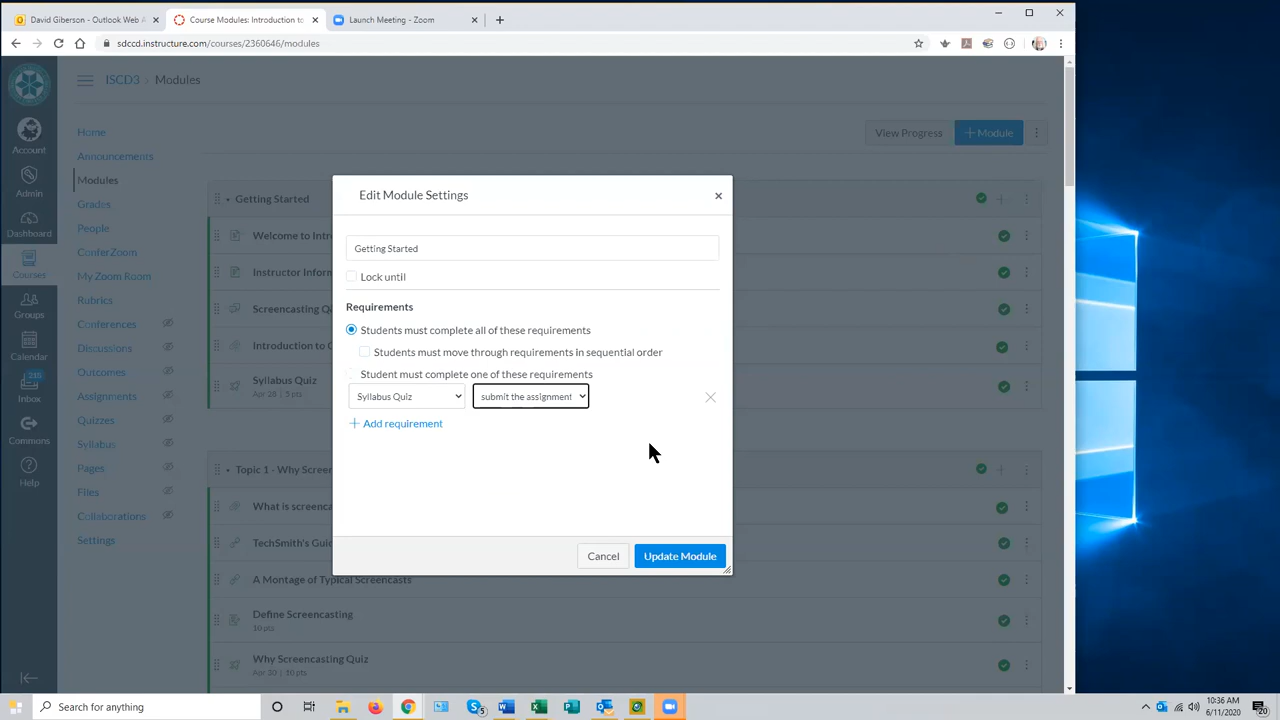 David Giberson - Outlook Web A
Course Modules: Introduction to
Launch Meeting - Zoom
sdccd.instructure.com/courses/2360646/modules
ISCD3 › Modules
Account
Admin
Dashboard
Courses
Groups
Calendar
215
Inbox
Commons
Help
Home
Announcements
Modules
Grades
People
ConferZoom
My Zoom Room
Rubrics
Conferences
Discussions
Outcomes
Assignments
Quizzes
Syllabus
Pages
Files
Collaborations
Settings
View Progress
+ Module
Getting Started
Welcome to Intr
Instructor Inform
Screencasting Qu
Introduction to
Syllabus Quiz
Apr 28 | 5 pts
Topic 1 - Why Screen
What is screenca
TechSmith's Gui
A Montage of Typical Screencasts
Define Screencasting
10 pts
Why Screencasting Quiz
Apr 30 | 10 pts
Edit Module Settings
Getting Started
Lock until
Requirements
Students must complete all of these requirements
Students must move through requirements in sequential order
Student must complete one of these requirements
Syllabus Quiz
submit the assignment
+ Add requirement
Cancel
Update Module
Search for anything
5
10:36 AM
6/11/2020
20